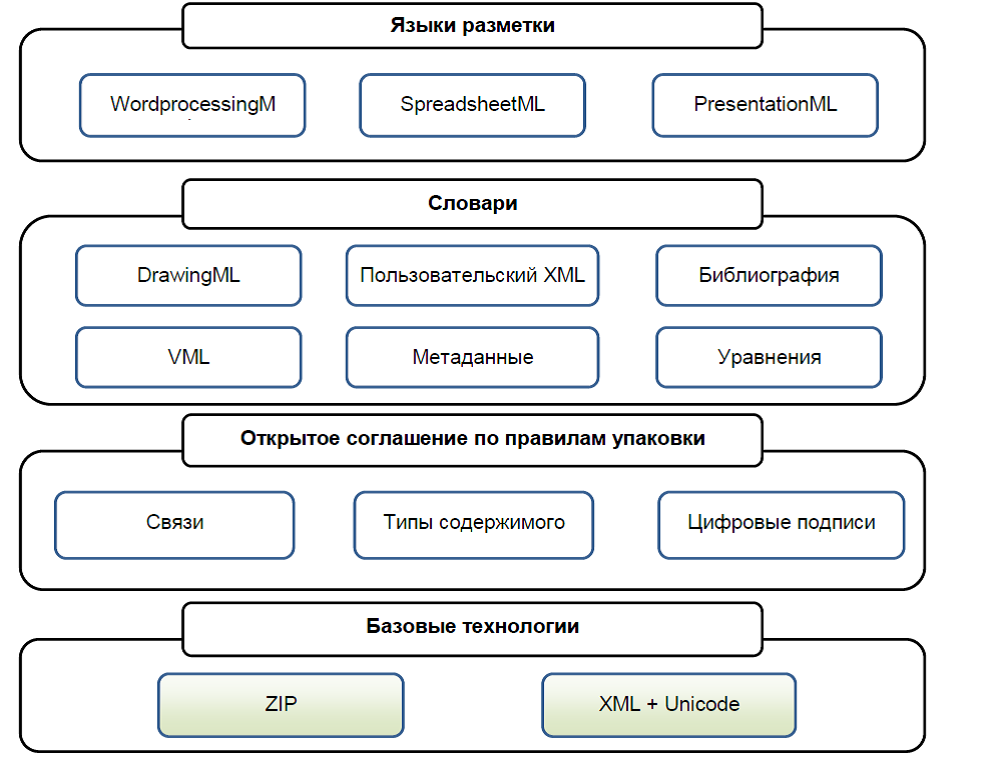 Языки разметки
WordprocessingM
SpreadsheetML
PresentationML
Словари
DrawingML
Пользовательский XML
Библиография
VML
Метаданные
Уравнения
Открытое соглашение по правилам упаковки
Связи
Типы содержимого
Цифровые подписи
Базовые технологии
ZIP
XML + Unicode